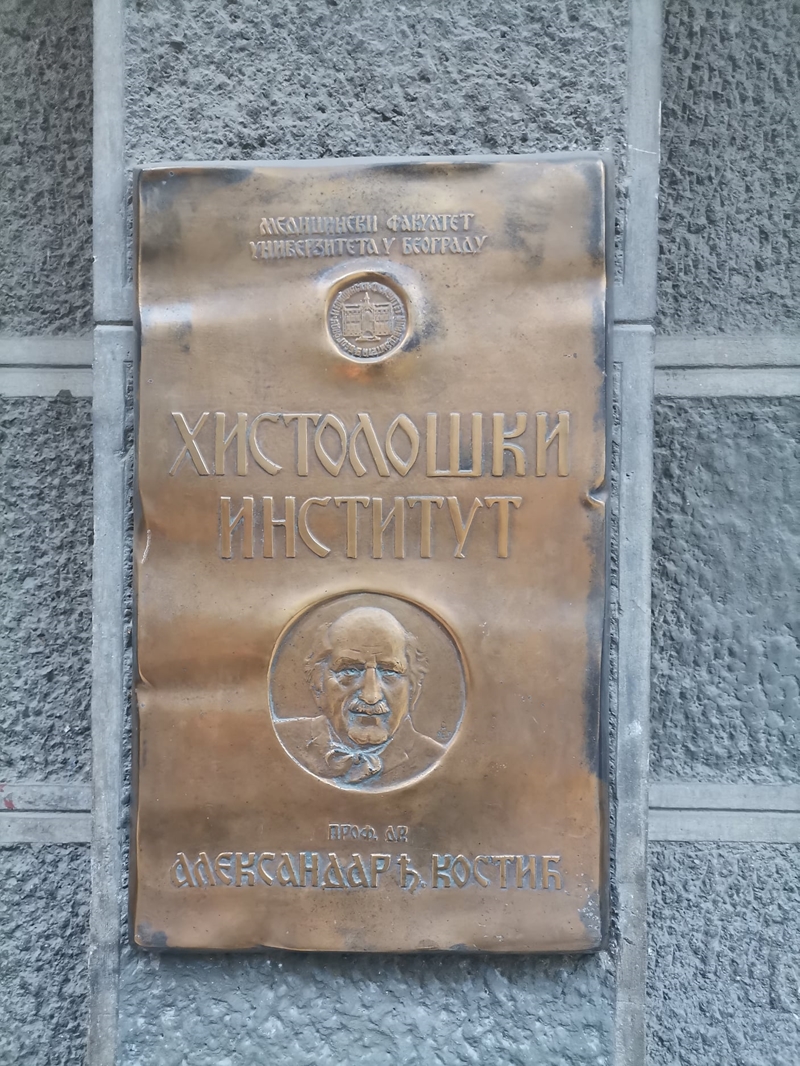 МЕДИЦИНСКИ ФАКУЛТЕТ
УНИВЕРЗИТЕТА У БЕОГРАДУ
ХИСТОЛОШКИ
ИНСТИТУТ
ПРОФ. ДР
АЛЕКСАНДАР Ђ. КОСТИЋ